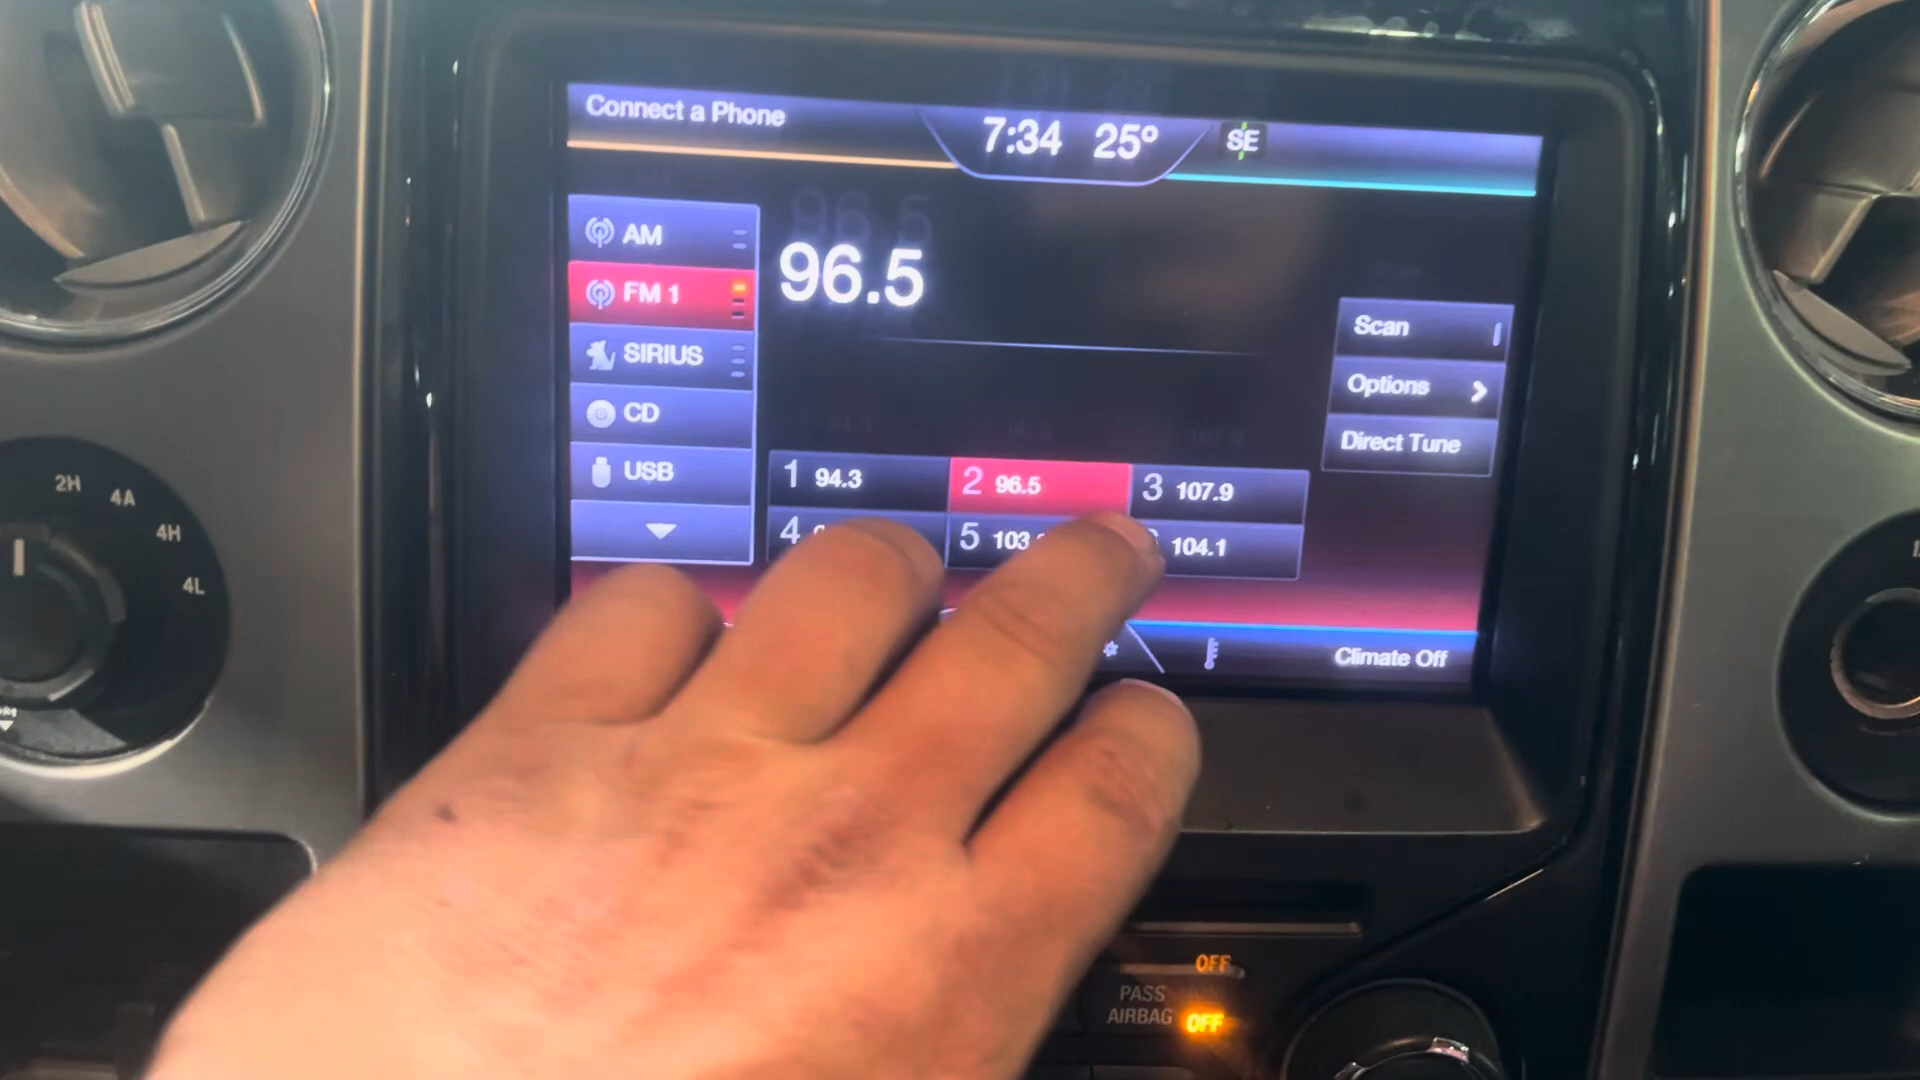 Connect a Phone
7:34 25° SE
AM
96.5
FM 1
SIRIUS
Scan
Options
CD
Direct Tune
USB
1 94.3
2 96.5
3 107.9
4
5 103
104.1
Climate Off
2H
4A
4H
4L
OFF
PASS
AIRBAG OFF